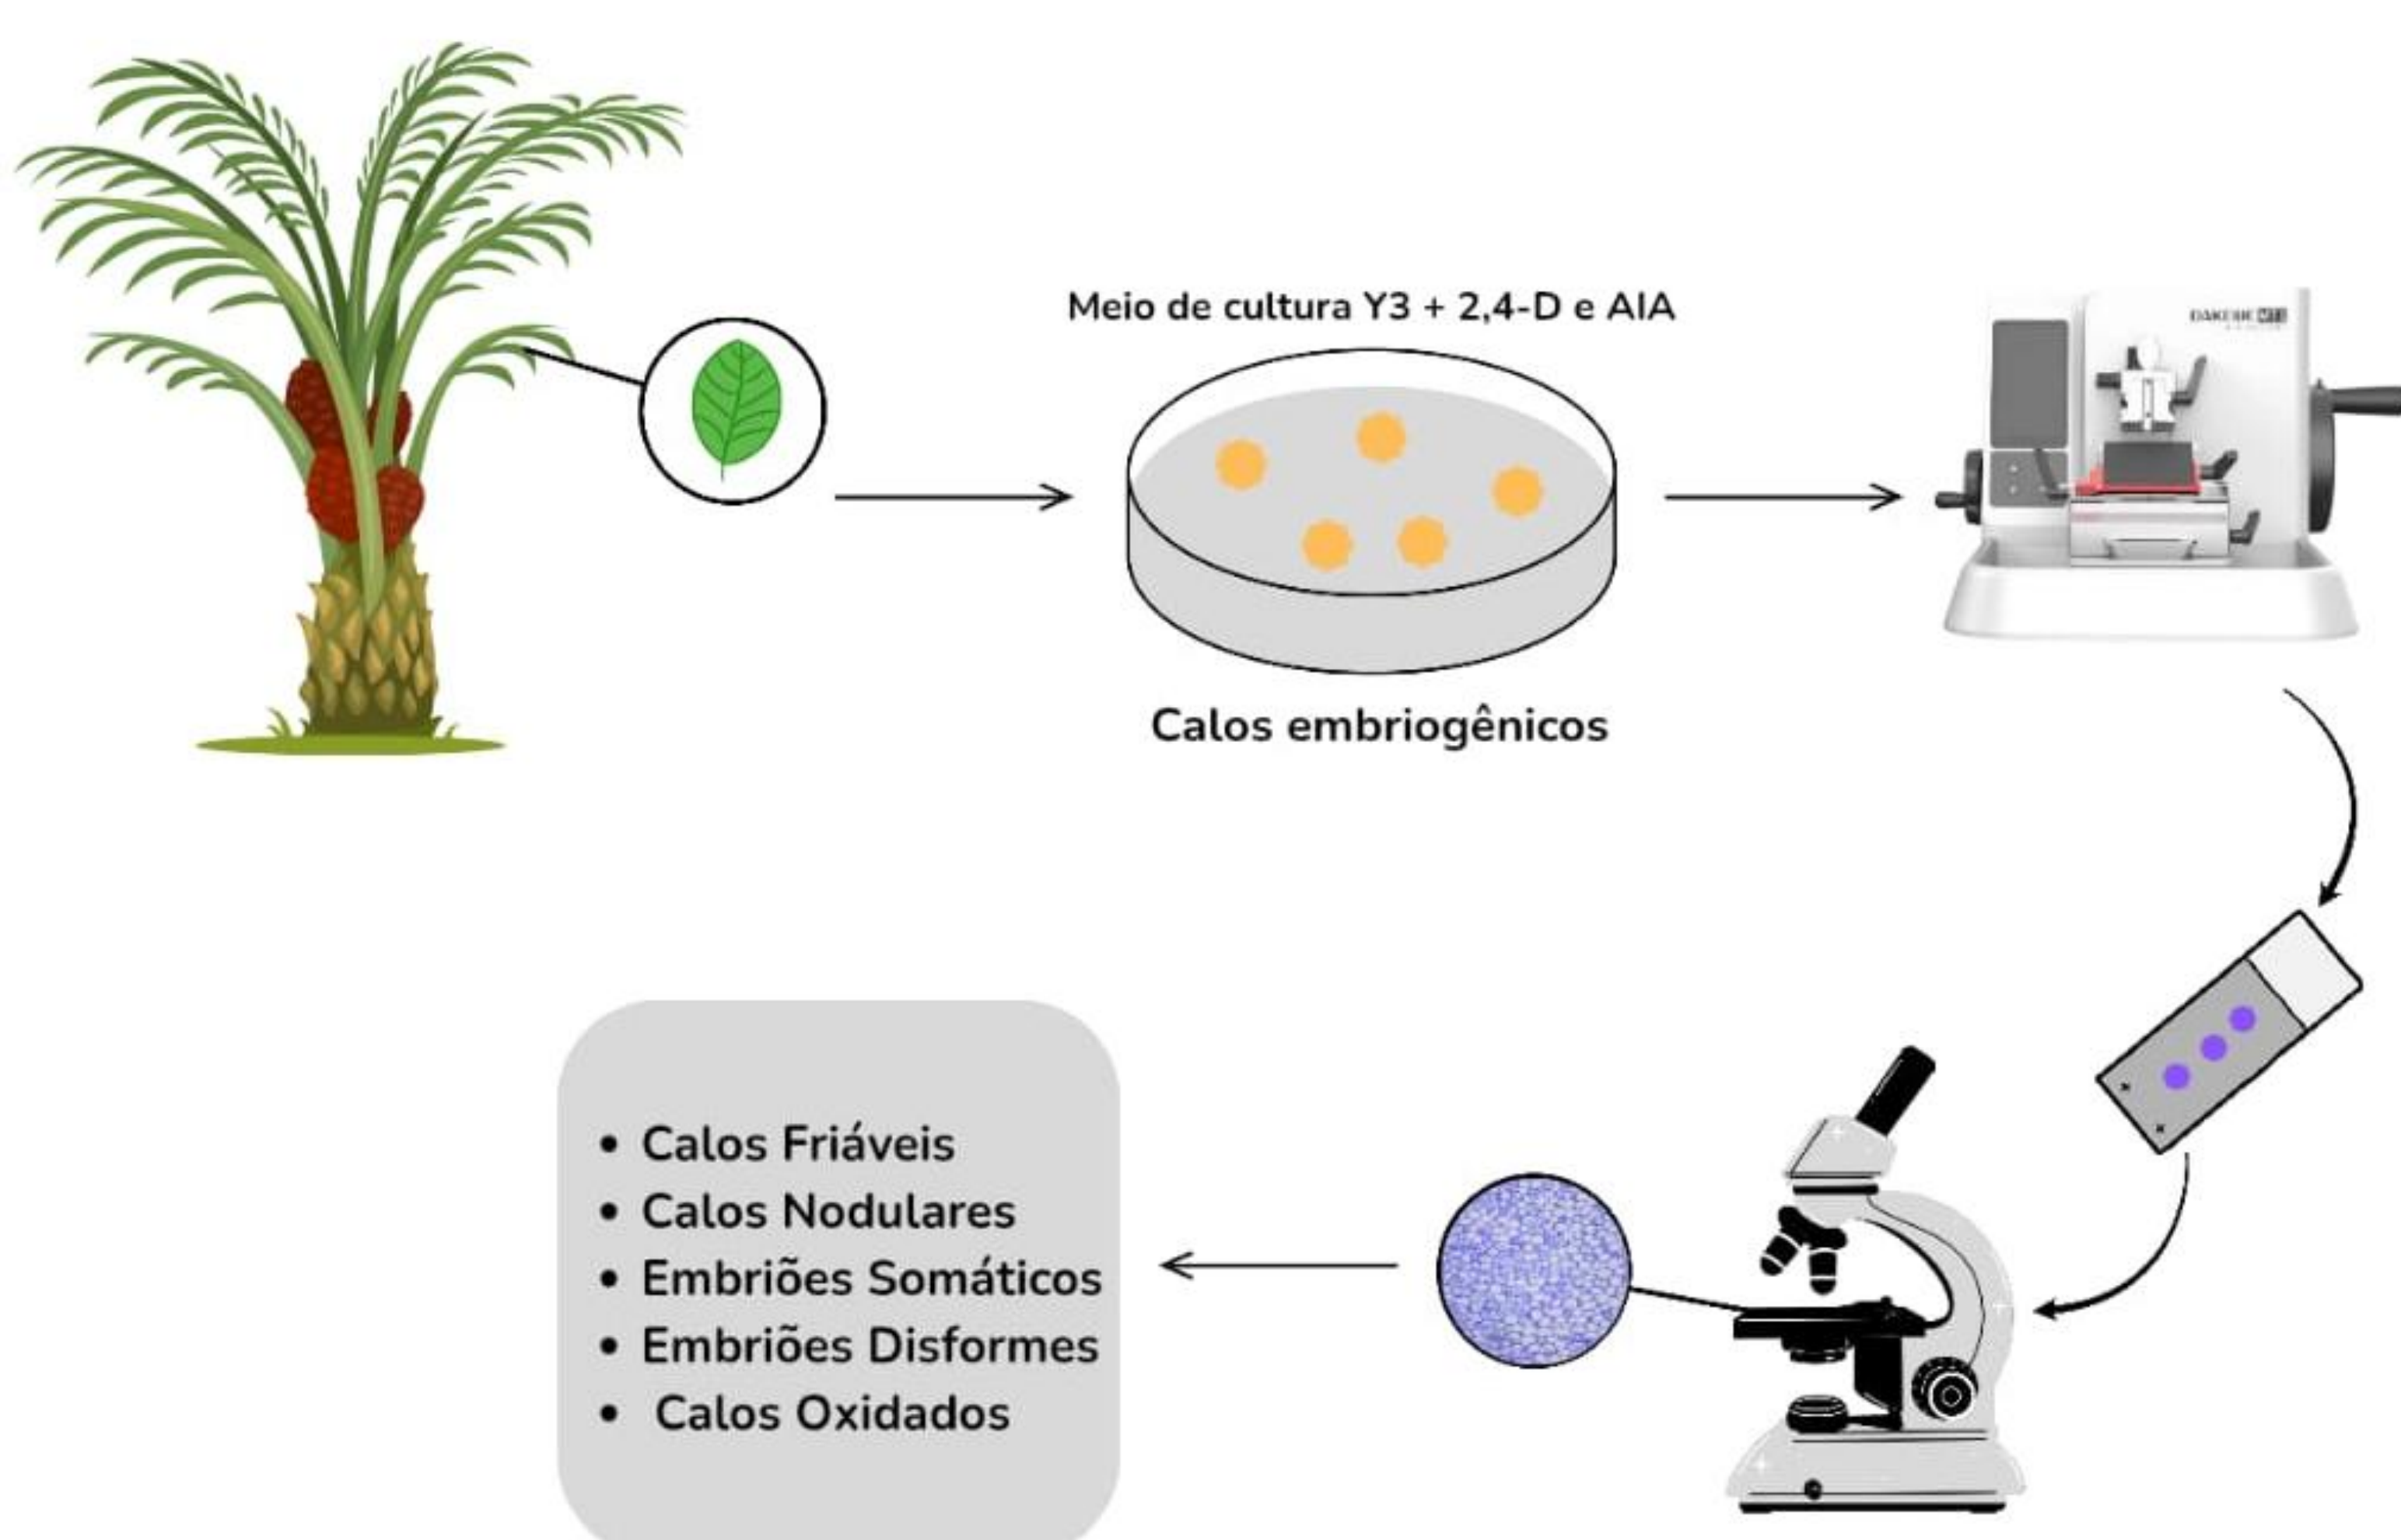 Meio de cultura Y3 + 2,4-D e AIA
Calos embriogênicos
• Calos Friáveis
• Calos Nodulares
• Embriões Somáticos
• Embriões Disformes
• Calos Oxidados